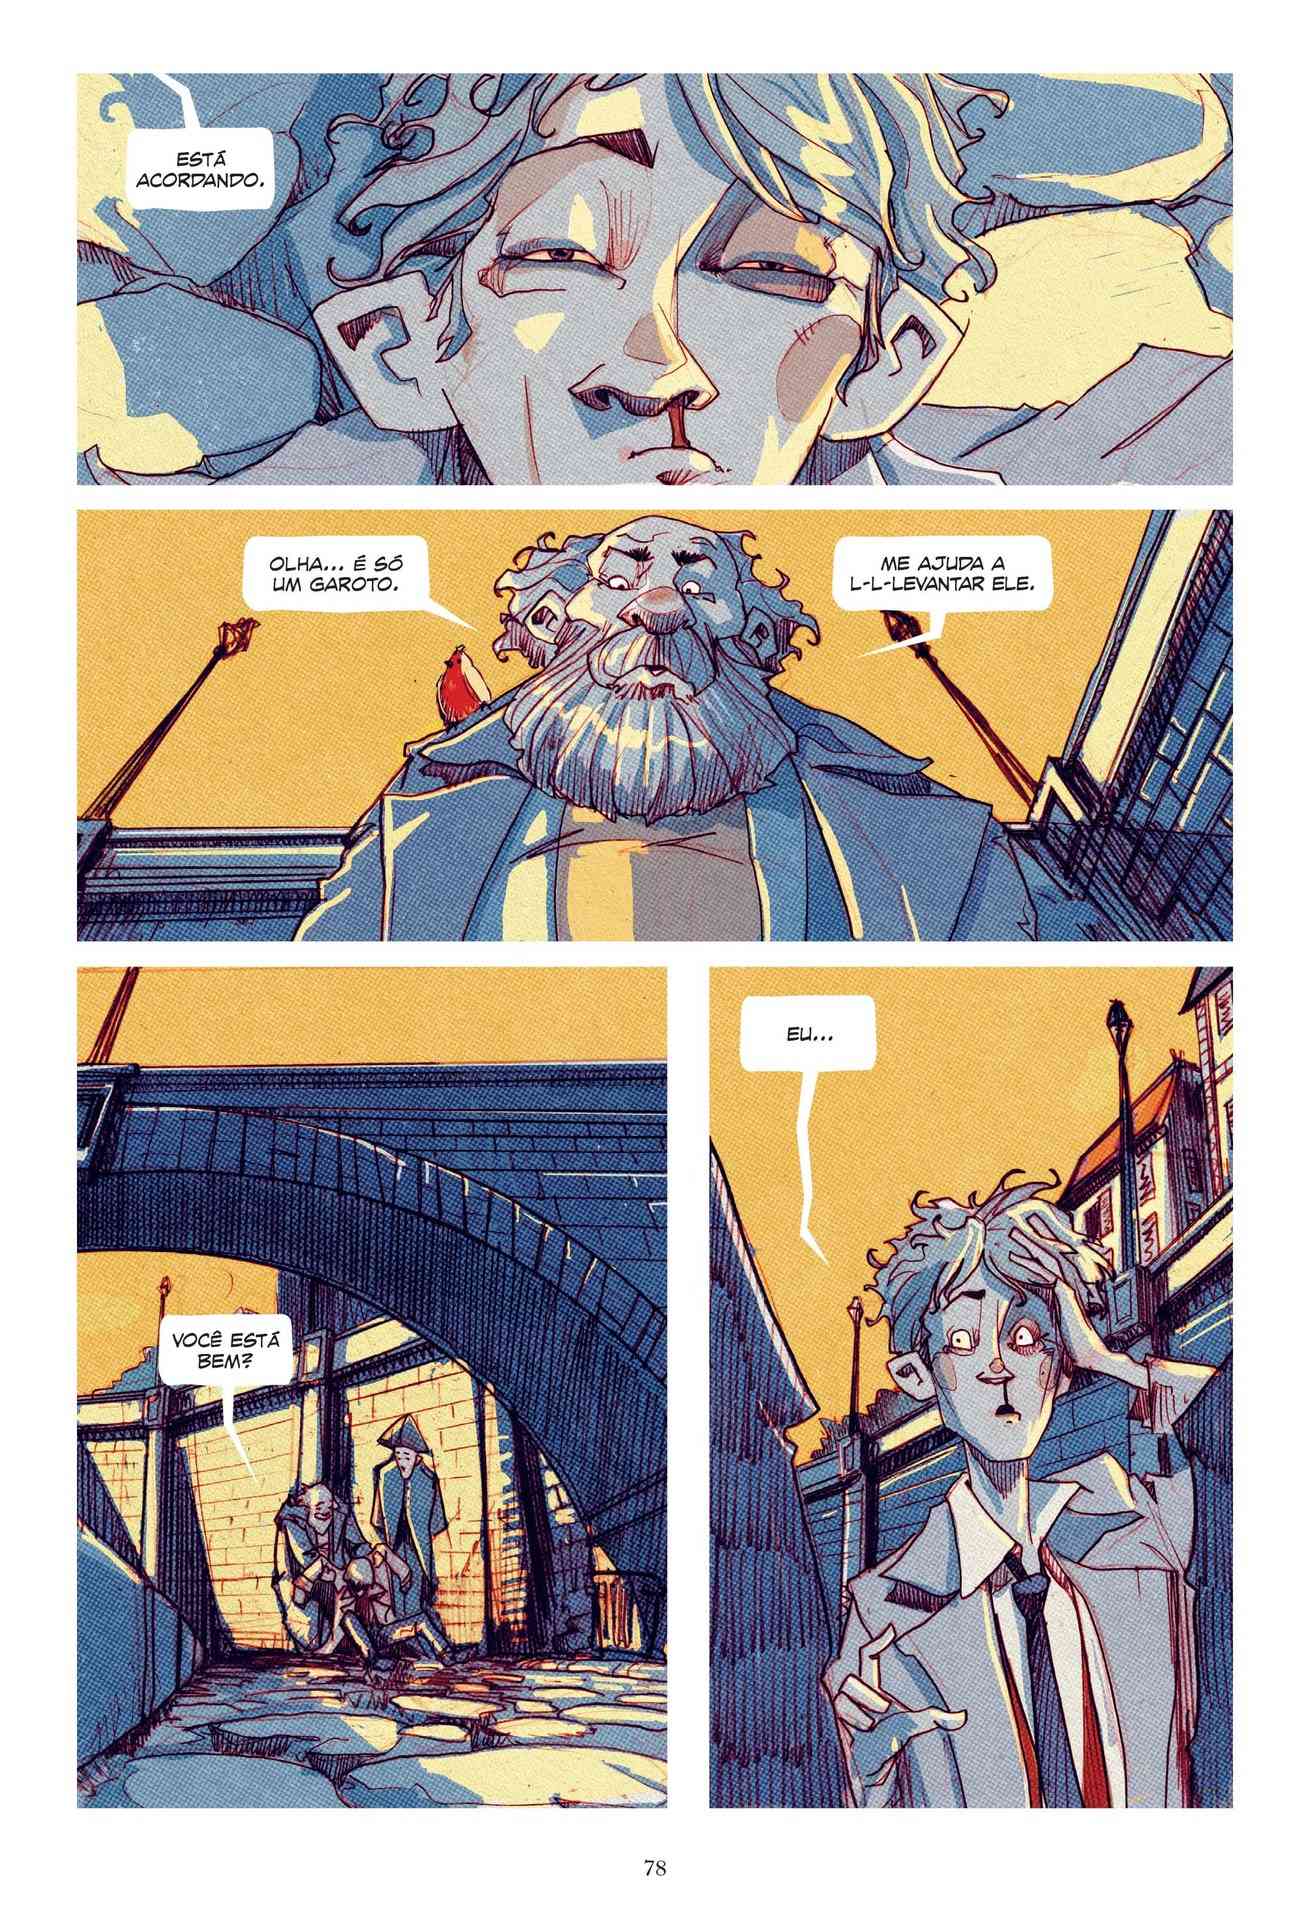 ESTÁ
ACORDANDO.
OLHA... É SÓ
UM GAROTO.
ME AJUDA A
L-L-LEVANTAR ELE.
VOCÊ ESTÁ
BEM?
EU...
78